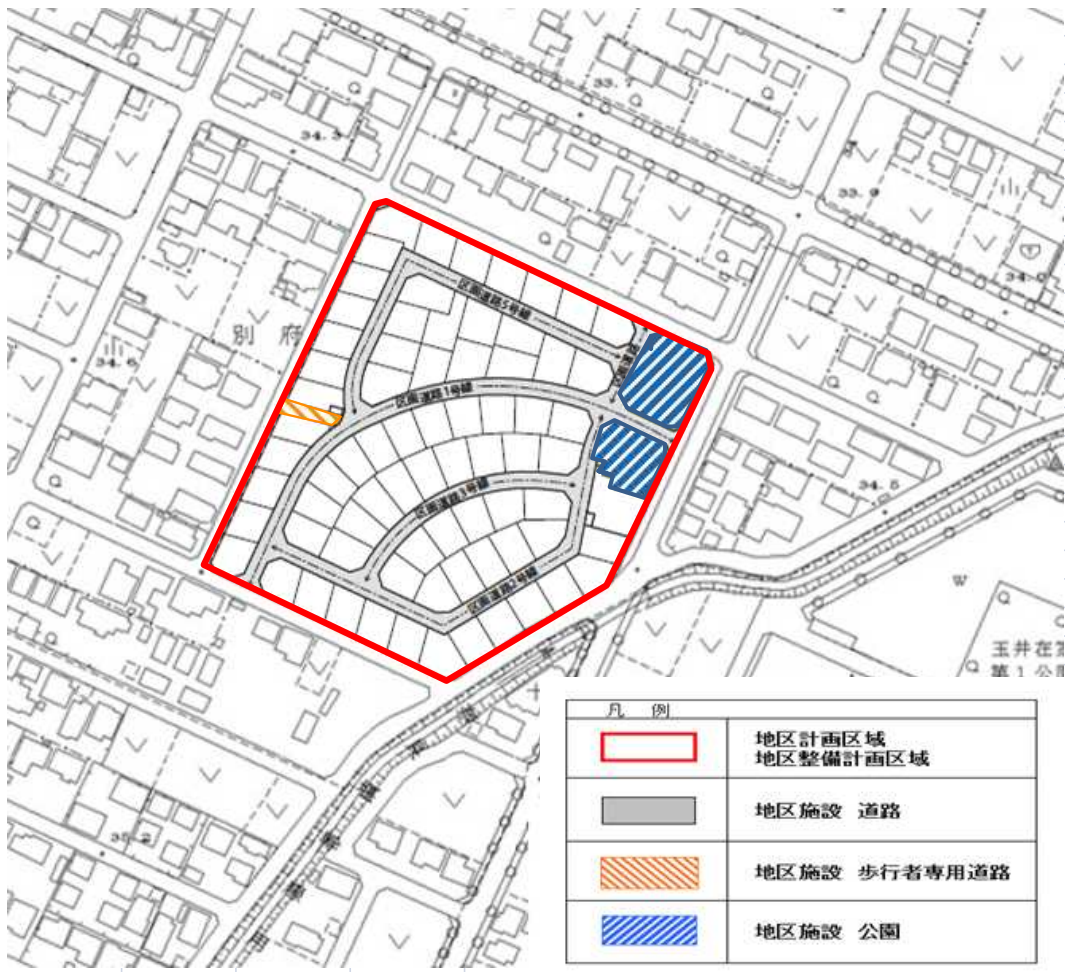 33.7
34.3
33.9
34.0
別府
34.6
区画道路5号線
区画道路1号線
区画道路3号線
区画道路2号線
34.5
W
玉井在家
第1公園
35.2
凡 例
地区計画区域
地区整備計画区域
地区施設 道路
地区施設 歩行者専用道路
地区施設 公園